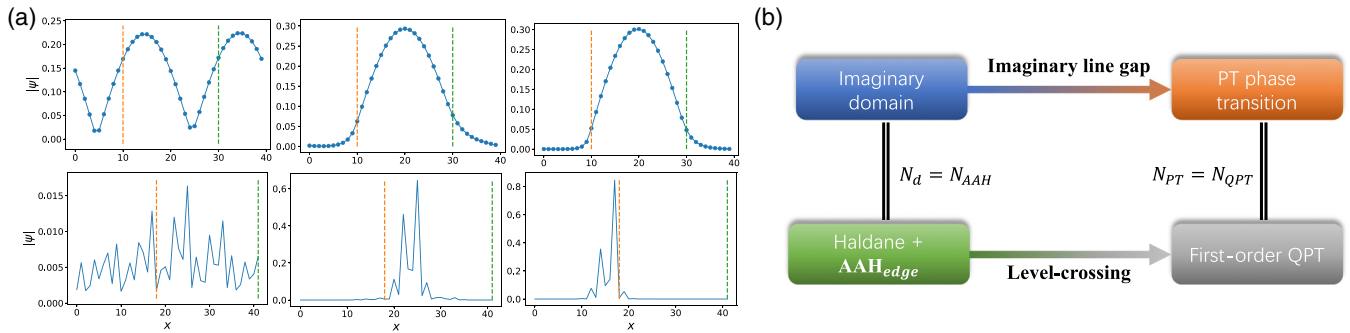 (a)
0.25
0.20
0.15
0.10
0.05
0.00
|ψ|
0 10 20 30 40
0.30
0.25
0.20
0.15
0.10
0.05
0.00
0 10 20 30 40
0.30
0.25
0.20
0.15
0.10
0.05
0.00
0 10 20 30 40
0.015
0.010
0.005
0.000
|ψ|
0 10 20 30 40
x
0.6
0.4
0.2
0.0
0 10 20 30 40
x
0.8
0.6
0.4
0.2
0.0
0 10 20 30 40
x
(b)
Imaginary
domain
Imaginary line gap
PT phase
transition
N_d = N_AAH
N_PT = N_QPT
Haldane +
AAH_edge
Level-crossing
First-order QPT